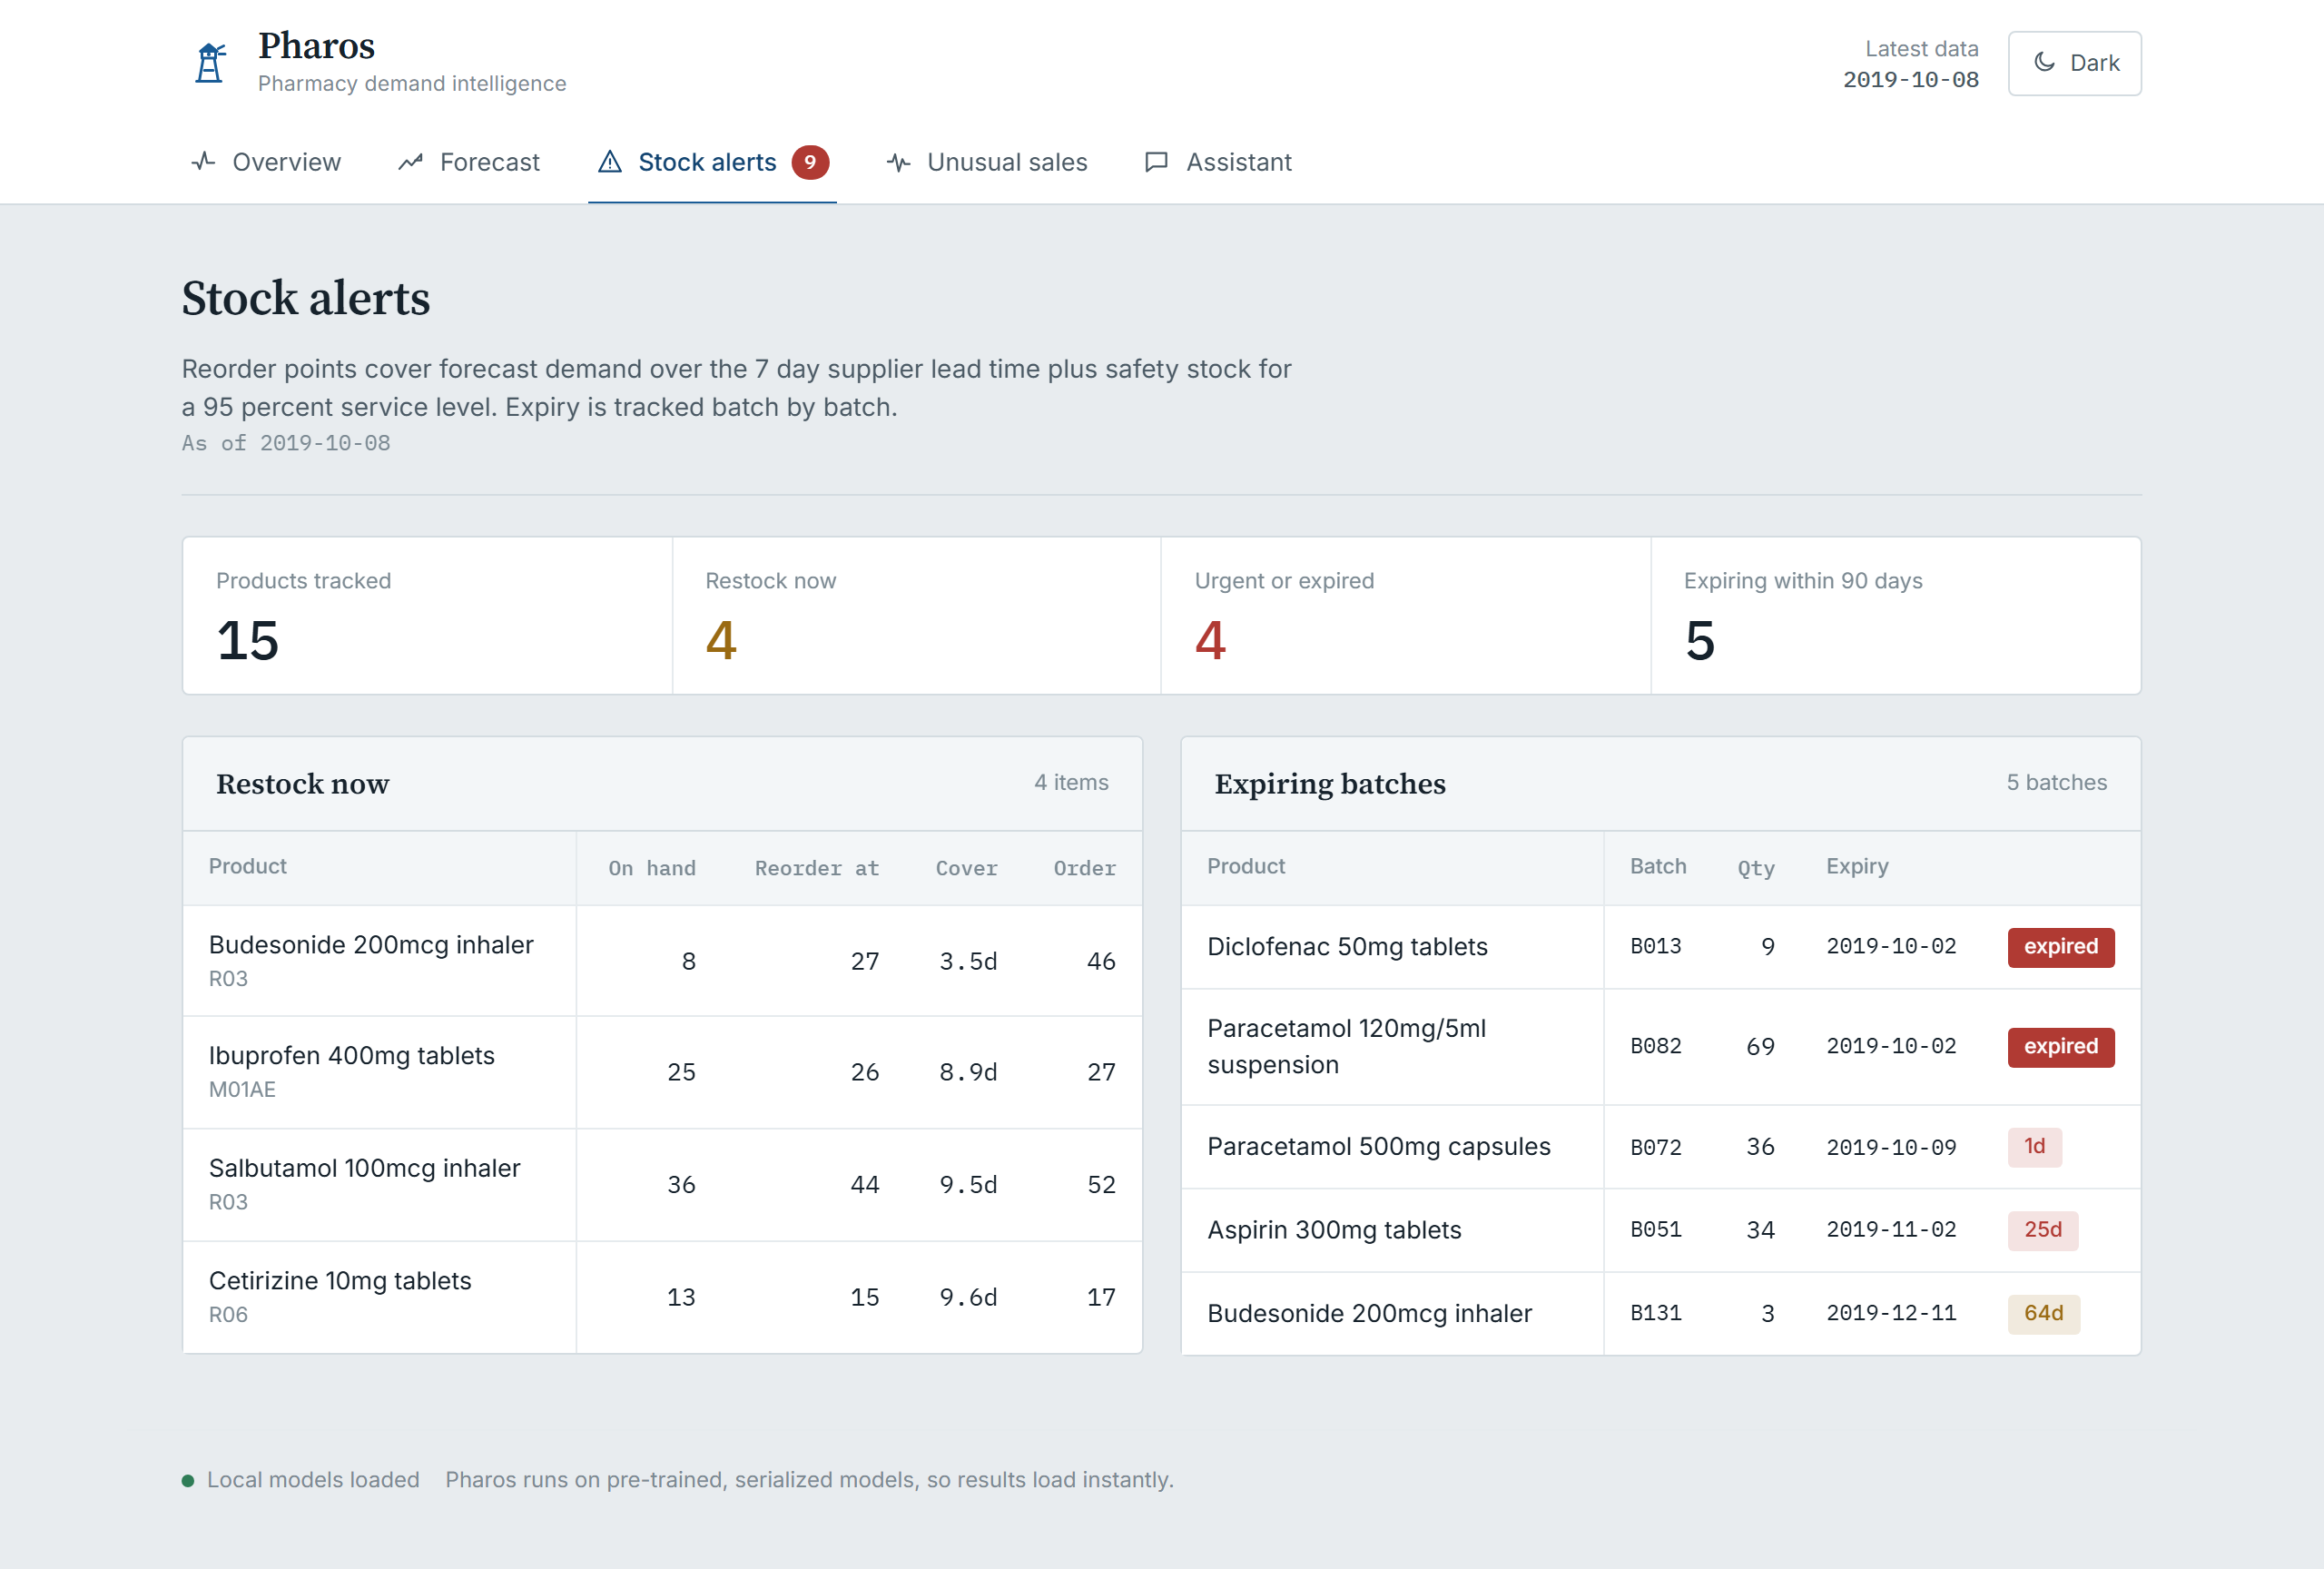 Pharos
Pharmacy demand intelligence
Latest data
2019-10-08
Dark
Overview
Forecast
Stock alerts 9
Unusual sales
Assistant
Stock alerts
Reorder points cover forecast demand over the 7 day supplier lead time plus safety stock for
a 95 percent service level. Expiry is tracked batch by batch.
As of 2019-10-08
Products tracked
15
Restock now
4
Urgent or expired
4
Expiring within 90 days
5
Restock now 4 items
Product On hand Reorder at Cover Order
Budesonide 200mcg inhaler
R03
8 27 3.5d 46
Ibuprofen 400mg tablets
M01AE
25 26 8.9d 27
Salbutamol 100mcg inhaler
R03
36 44 9.5d 52
Cetirizine 10mg tablets
R06
13 15 9.6d 17
Expiring batches 5 batches
Product Batch Qty Expiry
Diclofenac 50mg tablets B013 9 2019-10-02 expired
Paracetamol 120mg/5ml
suspension
B082 69 2019-10-02 expired
Paracetamol 500mg capsules B072 36 2019-10-09 1d
Aspirin 300mg tablets B051 34 2019-11-02 25d
Budesonide 200mcg inhaler B131 3 2019-12-11 64d
Local models loaded Pharos runs on pre-trained, serialized models, so results load instantly.